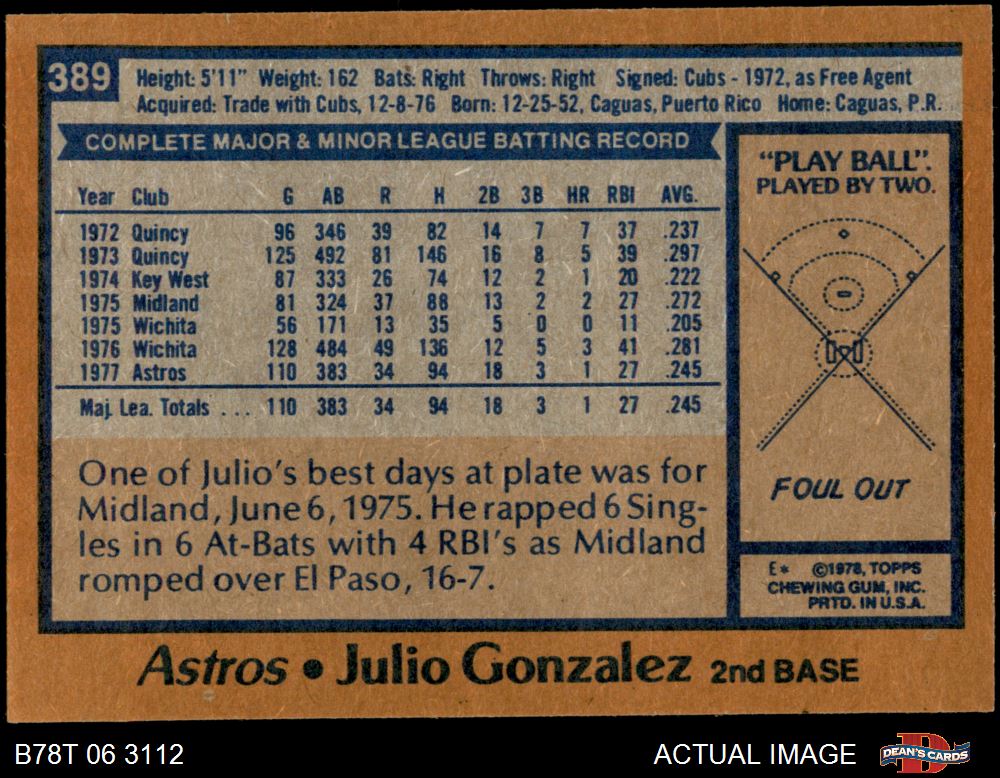 389
Height: 5'11" Weight: 162 Bats: Right Throws: Right Signed: Cubs - 1972, as Free Agent
Acquired: Trade with Cubs, 12-8-76 Born: 12-25-52, Caguas, Puerto Rico Home: Caguas, P.R.
COMPLETE MAJOR & MINOR LEAGUE BATTING RECORD
Year Club G AB R H 2B 3B HR RBI AVG.
1972 Quincy 96 346 39 82 14 7 7 37 .237
1973 Quincy 125 492 81 146 16 8 5 39 .297
1974 Key West 87 333 26 74 12 2 1 20 .222
1975 Midland 81 324 37 88 13 2 2 27 .272
1975 Wichita 56 171 13 35 5 0 0 11 .205
1976 Wichita 128 484 49 136 12 5 3 41 .281
1977 Astros 110 383 34 94 18 3 1 27 .245
Maj. Lea. Totals ... 110 383 34 94 18 3 1 27 .245
One of Julio's best days at plate was for
Midland, June 6, 1975. He rapped 6 Sing-
les in 6 At-Bats with 4 RBI's as Midland
romped over El Paso, 16-7.
"PLAY BALL".
PLAYED BY TWO.
FOUL OUT
E* ©1978, TOPPS
CHEWING GUM, INC.
PRTD. IN U.S.A.
Astros • Julio Gonzalez 2nd BASE
B78T 06 3112
ACTUAL IMAGE
DEAN'S CARDS